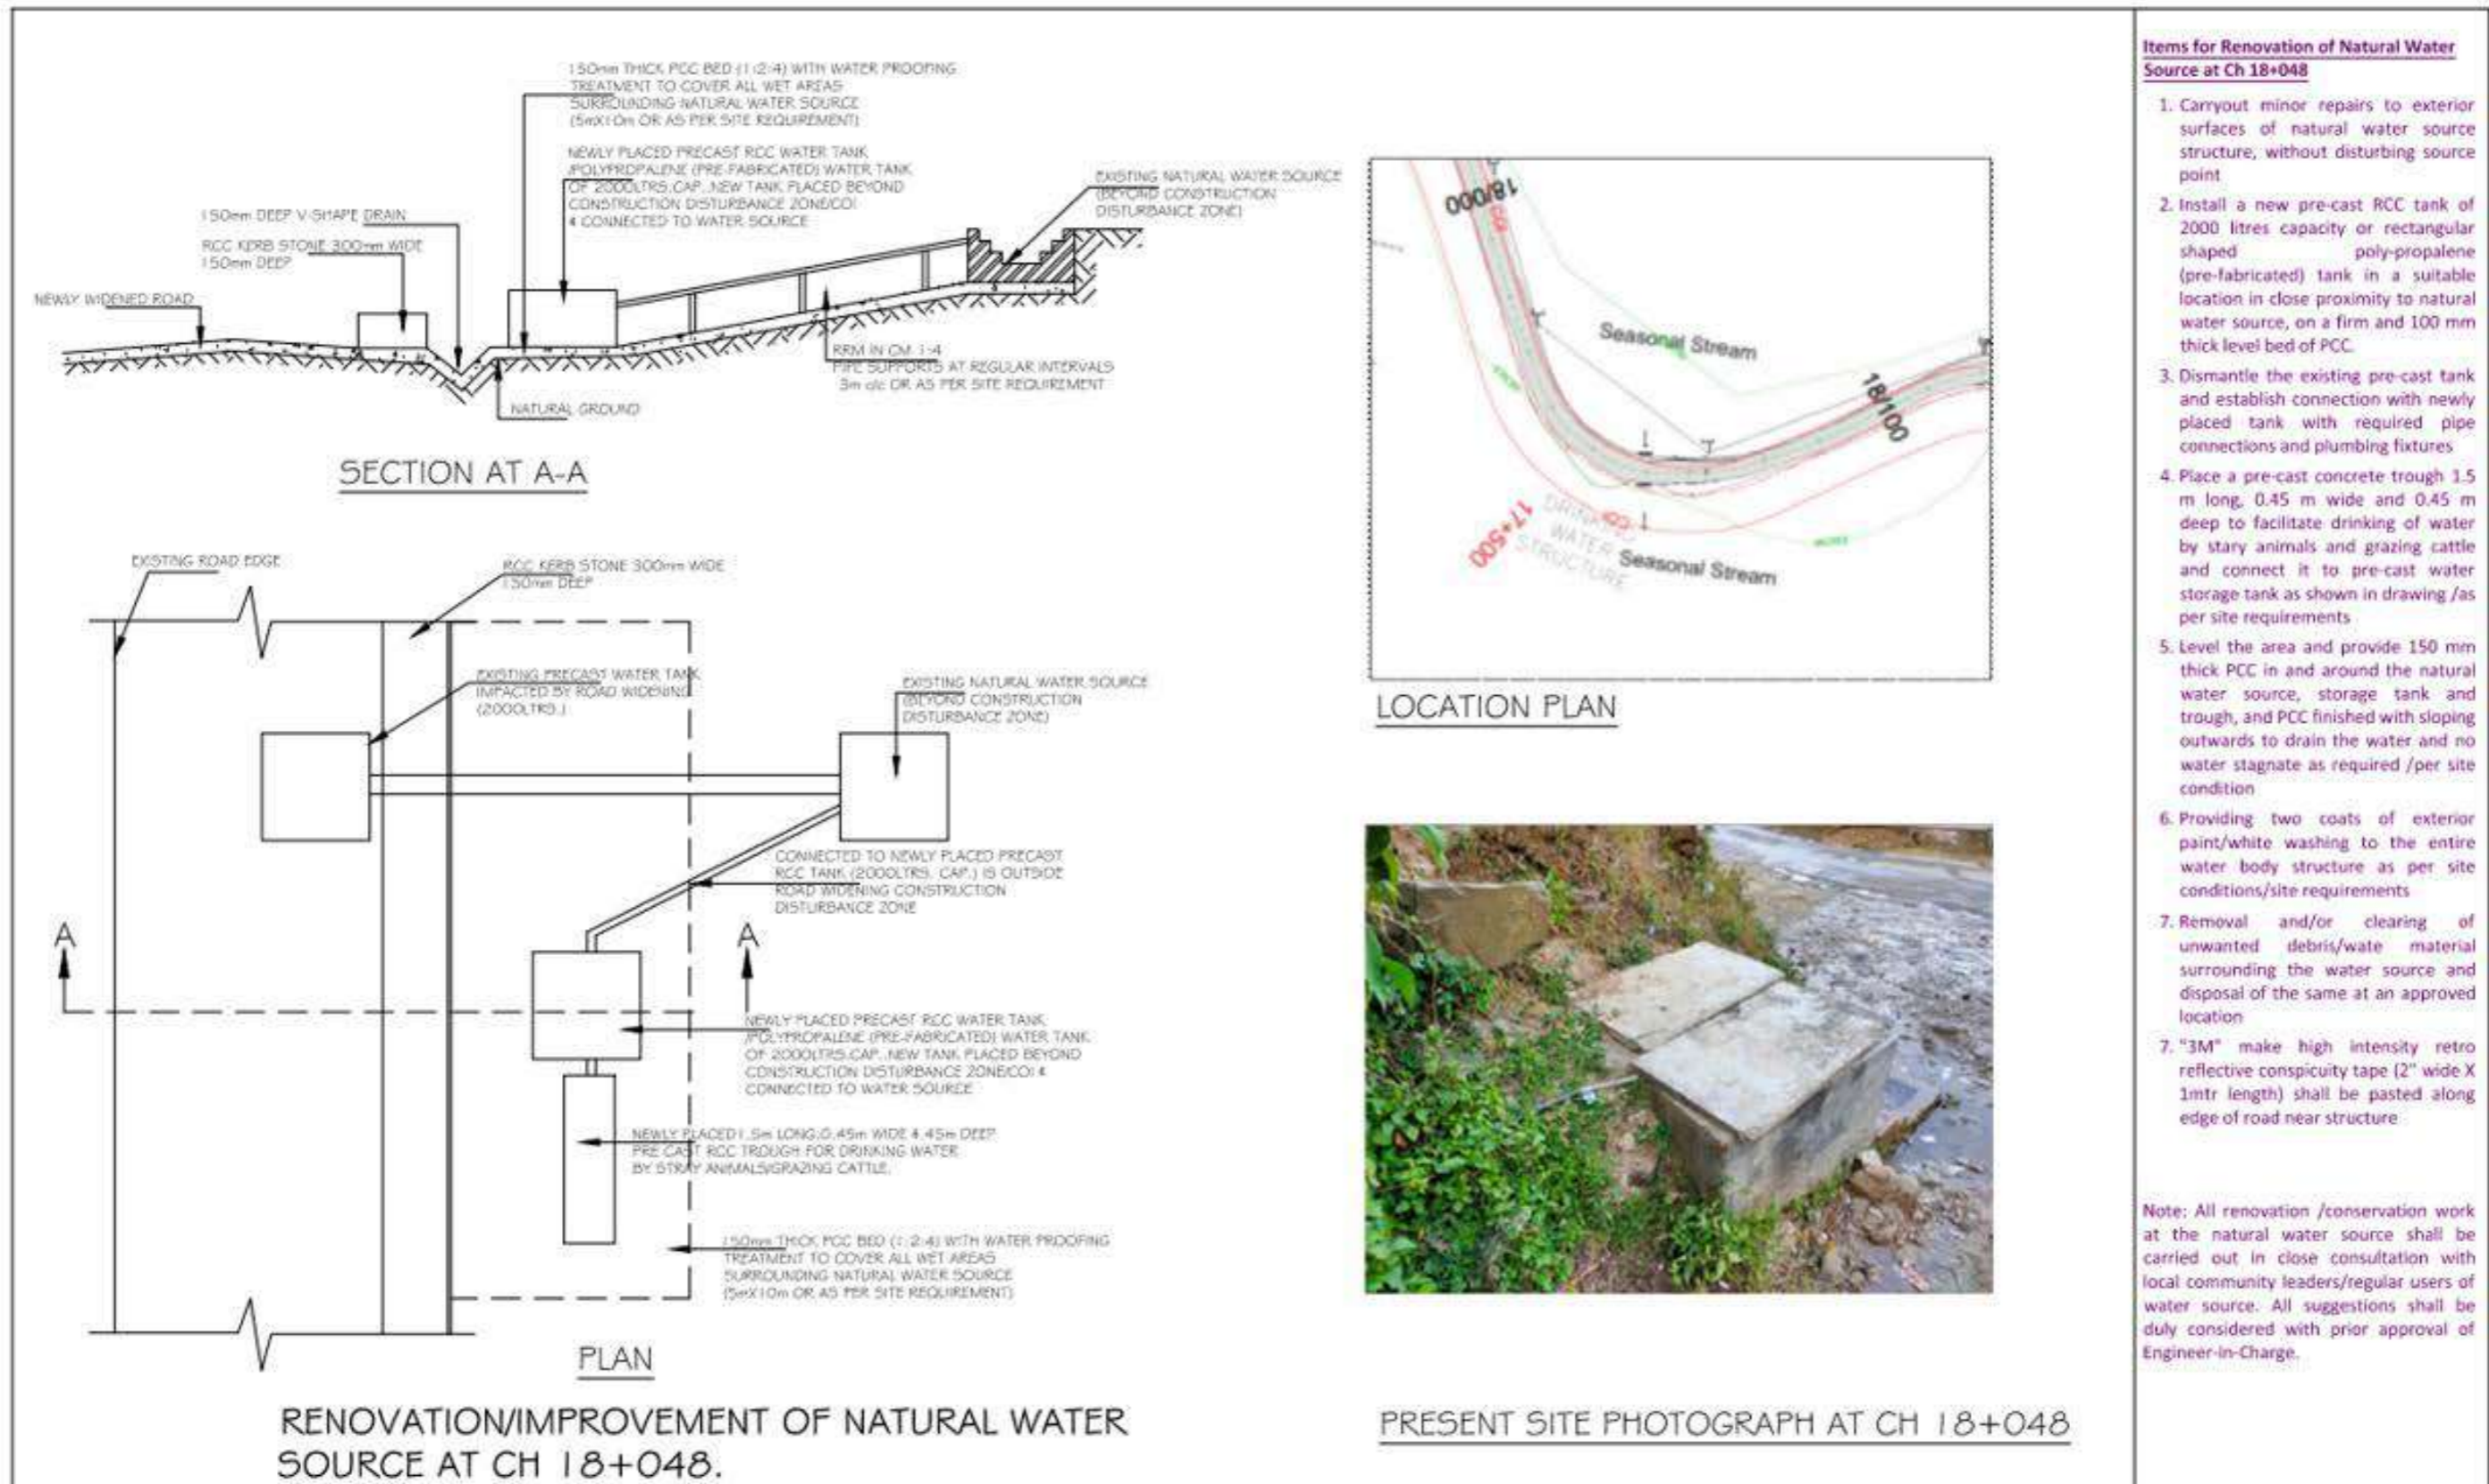 150mm THICK PCC BED (1:2:4) WITH WATER PROOFING
TREATMENT TO COVER ALL WET AREAS
SURROUNDING NATURAL WATER SOURCE
(5mX10m OR AS PER SITE REQUIREMENT)
NEWLY PLACED PRECAST RCC WATER TANK
/POLYPROPALENE (PRE-FABRICATED) WATER TANK
OF 2000LTRS.CAP. .NEW TANK PLACED BEYOND
CONSTRUCTION DISTURBANCE ZONE/COI
& CONNECTED TO WATER SOURCE
EXISTING NATURAL WATER SOURCE
(BEYOND CONSTRUCTION
DISTURBANCE ZONE)
150mm DEEP V-SHAPE DRAIN
RCC KERB STONE 300mm WIDE
150mm DEEP
NEWLY WIDENED ROAD
RRM IN CM 1:4
PIPE SUPPORTS AT REGULAR INTERVALS
3m c/c OR AS PER SITE REQUIREMENT
NATURAL GROUND
SECTION AT A-A
EXISTING ROAD EDGE
RCC KERB STONE 300mm WIDE
150mm DEEP
EXISTING PRECAST WATER TANK
IMPACTED BY ROAD WIDENING
(2000LTRS.)
EXISTING NATURAL WATER SOURCE
(BEYOND CONSTRUCTION
DISTURBANCE ZONE)
CONNECTED TO NEWLY PLACED PRECAST
RCC TANK (2000LTRS. CAP.) IS OUTSIDE
ROAD WIDENING CONSTRUCTION
DISTURBANCE ZONE
A
A
NEWLY PLACED PRECAST RCC WATER TANK
/POLYPROPALENE (PRE-FABRICATED) WATER TANK
OF 2000LTRS.CAP. .NEW TANK PLACED BEYOND
CONSTRUCTION DISTURBANCE ZONE/COI &
CONNECTED TO WATER SOURCE
NEWLY PLACED1.5m LONG,0.45m WIDE &.45m DEEP
PRE CAST RCC TROUGH FOR DRINKING WATER
BY STRAY ANIMALS/GRAZING CATTLE.
150mm THICK PCC BED (1:2:4) WITH WATER PROOFING
TREATMENT TO COVER ALL WET AREAS
SURROUNDING NATURAL WATER SOURCE
(5mX10m OR AS PER SITE REQUIREMENT)
PLAN
RENOVATION/IMPROVEMENT OF NATURAL WATER
SOURCE AT CH 18+048.
18/000
Seasonal Stream
18/100
17+500
DRINKING
WATER
STRUCTURE
Seasonal Stream
LOCATION PLAN
PRESENT SITE PHOTOGRAPH AT CH 18+048
Items for Renovation of Natural Water
Source at Ch 18+048
1. Carryout minor repairs to exterior
surfaces of natural water source
structure, without disturbing source
point
2. Install a new pre-cast RCC tank of
2000 litres capacity or rectangular
shaped poly-propalene
(pre-fabricated) tank in a suitable
location in close proximity to natural
water source, on a firm and 100 mm
thick level bed of PCC.
3. Dismantle the existing pre-cast tank
and establish connection with newly
placed tank with required pipe
connections and plumbing fixtures
4. Place a pre-cast concrete trough 1.5
m long, 0.45 m wide and 0.45 m
deep to facilitate drinking of water
by stary animals and grazing cattle
and connect it to pre-cast water
storage tank as shown in drawing /as
per site requirements
5. Level the area and provide 150 mm
thick PCC in and around the natural
water source, storage tank and
trough, and PCC finished with sloping
outwards to drain the water and no
water stagnate as required /per site
condition
6. Providing two coats of exterior
paint/white washing to the entire
water body structure as per site
conditions/site requirements
7. Removal and/or clearing of
unwanted debris/wate material
surrounding the water source and
disposal of the same at an approved
location
7. "3M" make high intensity retro
reflective conspicuity tape (2" wide X
1mtr length) shall be pasted along
edge of road near structure
Note: All renovation /conservation work
at the natural water source shall be
carried out in close consultation with
local community leaders/regular users of
water source. All suggestions shall be
duly considered with prior approval of
Engineer-in-Charge.